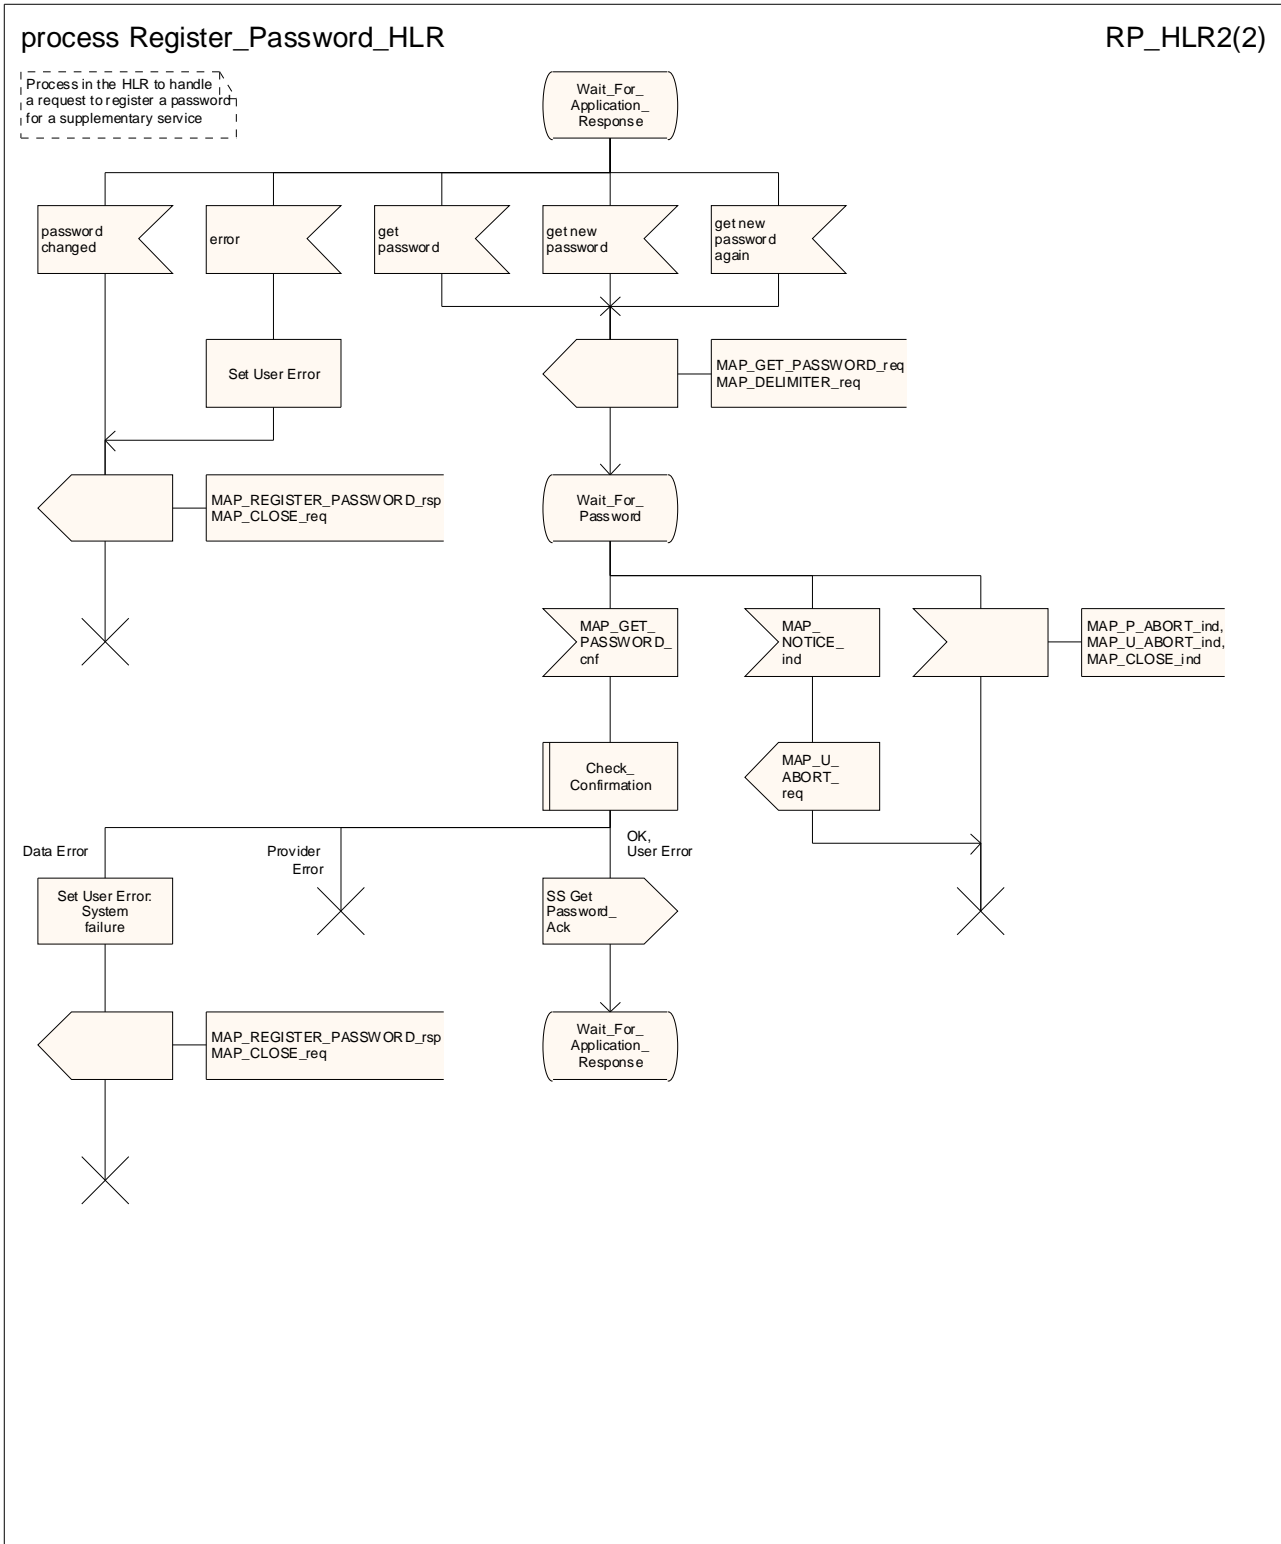 process Register_Password_HLR
RP_HLR2(2)
Process in the HLR to handle
a request to register a password
for a supplementary service
Wait_For_
Application_
Response
password
changed
error
get
password
get new
password
get new
password
again
Set User Error
MAP_GET_PASSWORD_req
MAP_DELIMITER_req
MAP_REGISTER_PASSWORD_rsp
MAP_CLOSE_req
Wait_For_
Password
MAP_GET_
PASSWORD_
cnf
MAP_
NOTICE_
ind
MAP_P_ABORT_ind,
MAP_U_ABORT_ind,
MAP_CLOSE_ind
Check_
Confirmation
MAP_U_
ABORT_
req
Data Error
Provider
Error
OK,
User Error
Set User Error:
System
failure
SS Get
Password_
Ack
MAP_REGISTER_PASSWORD_rsp
MAP_CLOSE_req
Wait_For_
Application_
Response